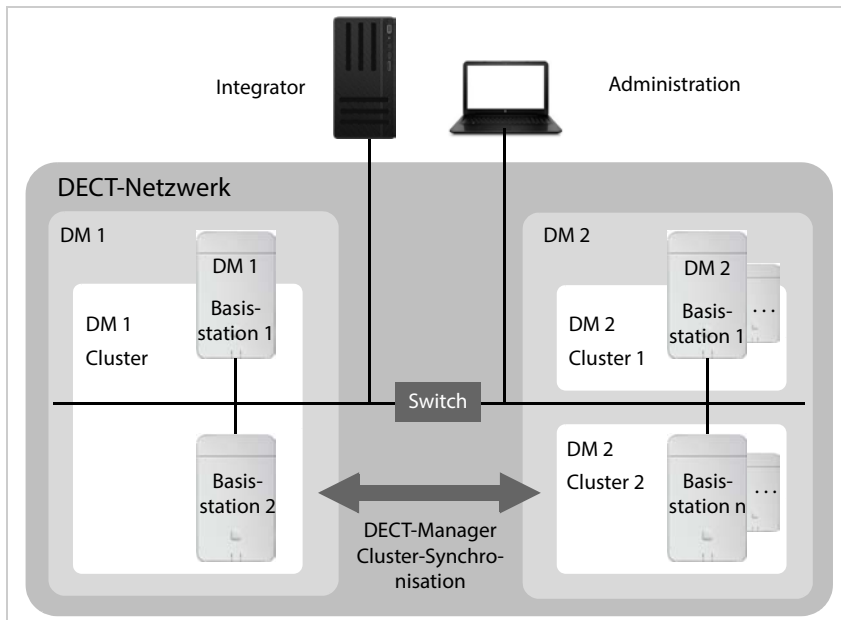 Integrator
Administration
DECT-Netzwerk
DM 1
DM 1
Basis-
station 1
DM 1
Cluster
Basis-
station 2
Switch
DECT-Manager
Cluster-Synchro-
nisation
DM 2
DM 2
Basis-
station 1
...
DM 2
Cluster 1
DM 2
Cluster 2
Basis-
station n
...